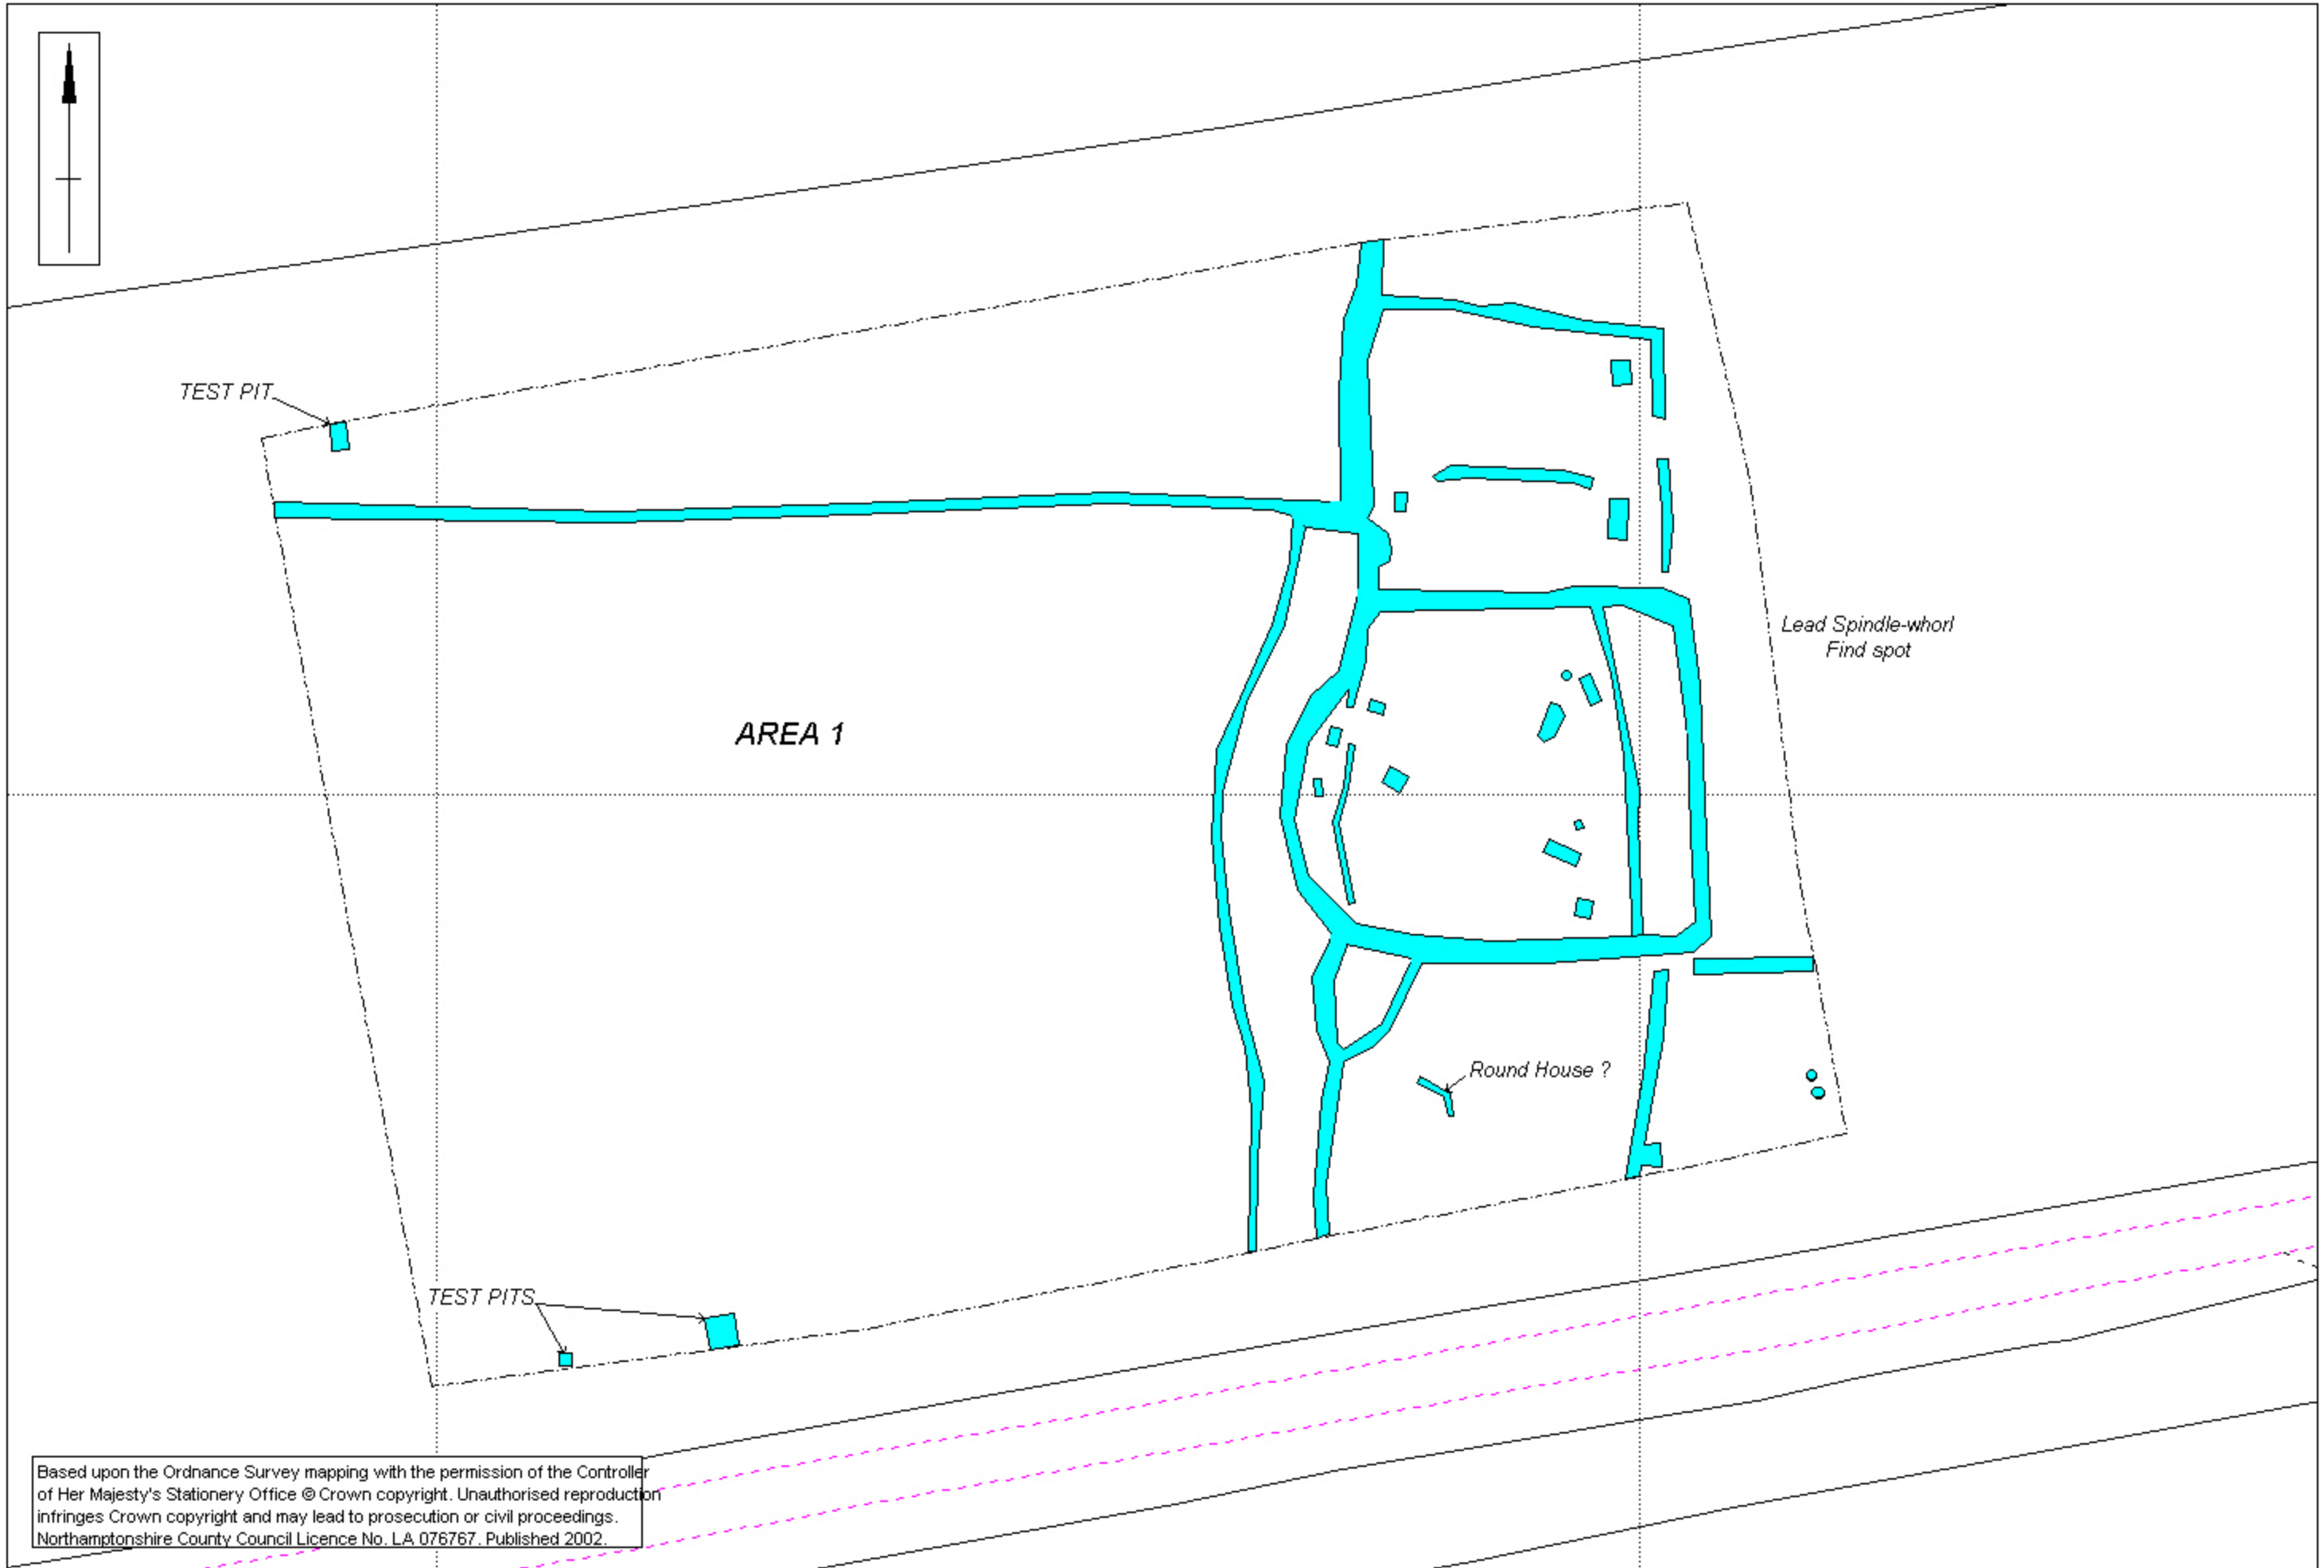 TEST PIT
Lead Spindle-whorl
Find spot
AREA 1
Round House ?
TEST PITS
Based upon the Ordnance Survey mapping with the permission of the Controller
of Her Majesty's Stationery Office © Crown copyright. Unauthorised reproduction
infringes Crown copyright and may lead to prosecution or civil proceedings.
Northamptonshire County Council Licence No. LA 076767. Published 2002.